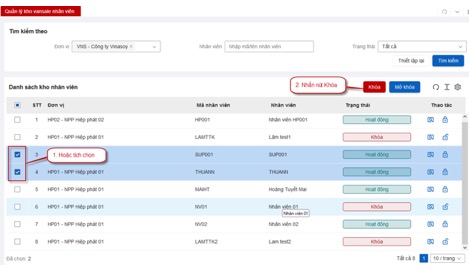 Quản lý kho vansale nhân viên
Tìm kiếm theo
Đơn vị VNS - Công ty Vinasoy × Nhân viên Nhập mã/tên nhân viên Trạng thái Tất cả
Thiết lập lại Tìm kiếm
2. Nhấn nút Khóa
Danh sách kho nhân viên Khóa Mở khóa
STT Đơn vị Mã nhân viên Nhân viên Trạng thái Thao tác
1 HP02 - NPP Hiệp phát 02 HP001 Nhân viên HP001 Hoạt động
2 HP01 - NPP Hiệp phát 01 LAMTTK Lâm test1 Khóa
1. Hoặc tích chọn
3 SUP001 SUP001 Hoạt động
4 HP01 - NPP Hiệp phát 01 THUANN THUANN Hoạt động
5 HP01 - NPP Hiệp phát 01 MAIHT Hoàng Tuyết Mai Hoạt động
6 HP01 - NPP Hiệp phát 01 NV01 Nhân viên 01 Khóa
Nhân viên 01
7 HP01 - NPP Hiệp phát 01 NV02 Nhân viên 02 Hoạt động
8 HP01 - NPP Hiệp phát 01 LAMTTK2 Lam test2 Khóa
Đã chọn 2 Tất cả 8 1 10 / trang